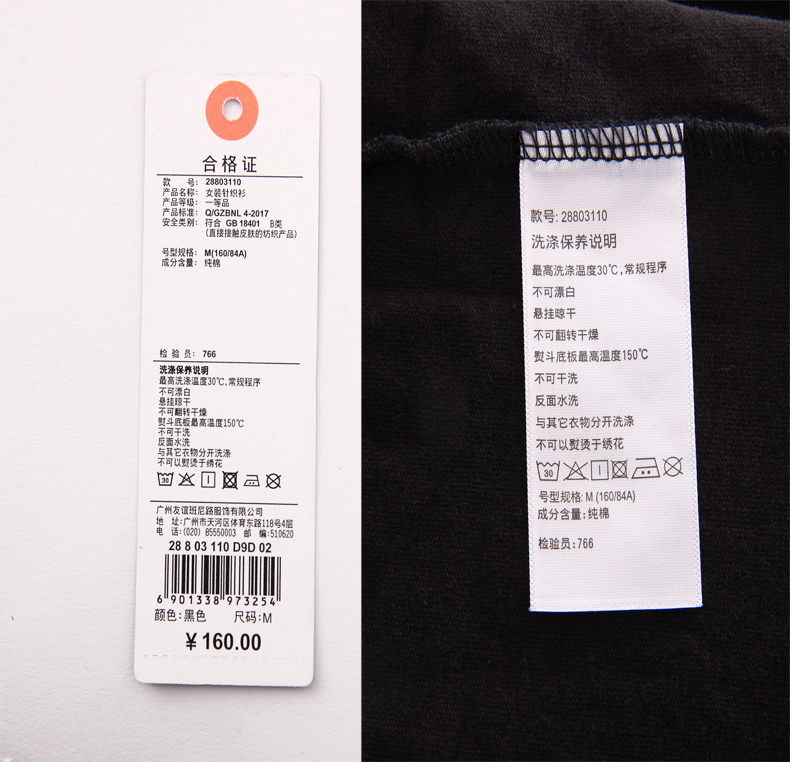 合格证
款 号: 28803110
产品名称: 女装针织衫
产品等级: 一等品
产品标准: Q/GZBNL 4-2017
安全类别: 符合 GB 18401 B类
(直接接触皮肤的纺织产品)
号型规格: M(160/84A)
成分含量: 纯棉
检 验 员: 766
洗涤保养说明
最高洗涤温度30℃,常规程序
不可漂白
悬挂晾干
不可翻转干燥
熨斗底板最高温度150℃
不可干洗
反面水洗
与其它衣物分开洗涤
不可以熨烫于绣花
30
广州友谊班尼路服饰有限公司
地 址:广州市天河区体育东路118号4层
电 话:(020) 85550003 邮 编:510620
28 8 03 110 D9D 02
6 901338 973254
颜色:黑色 尺码:M
￥160.00
款号: 28803110
洗涤保养说明
最高洗涤温度30℃,常规程序
不可漂白
悬挂晾干
不可翻转干燥
熨斗底板最高温度150℃
不可干洗
反面水洗
与其它衣物分开洗涤
不可以熨烫于绣花
30
号型规格: M (160/84A)
成分含量:纯棉
检验员:766